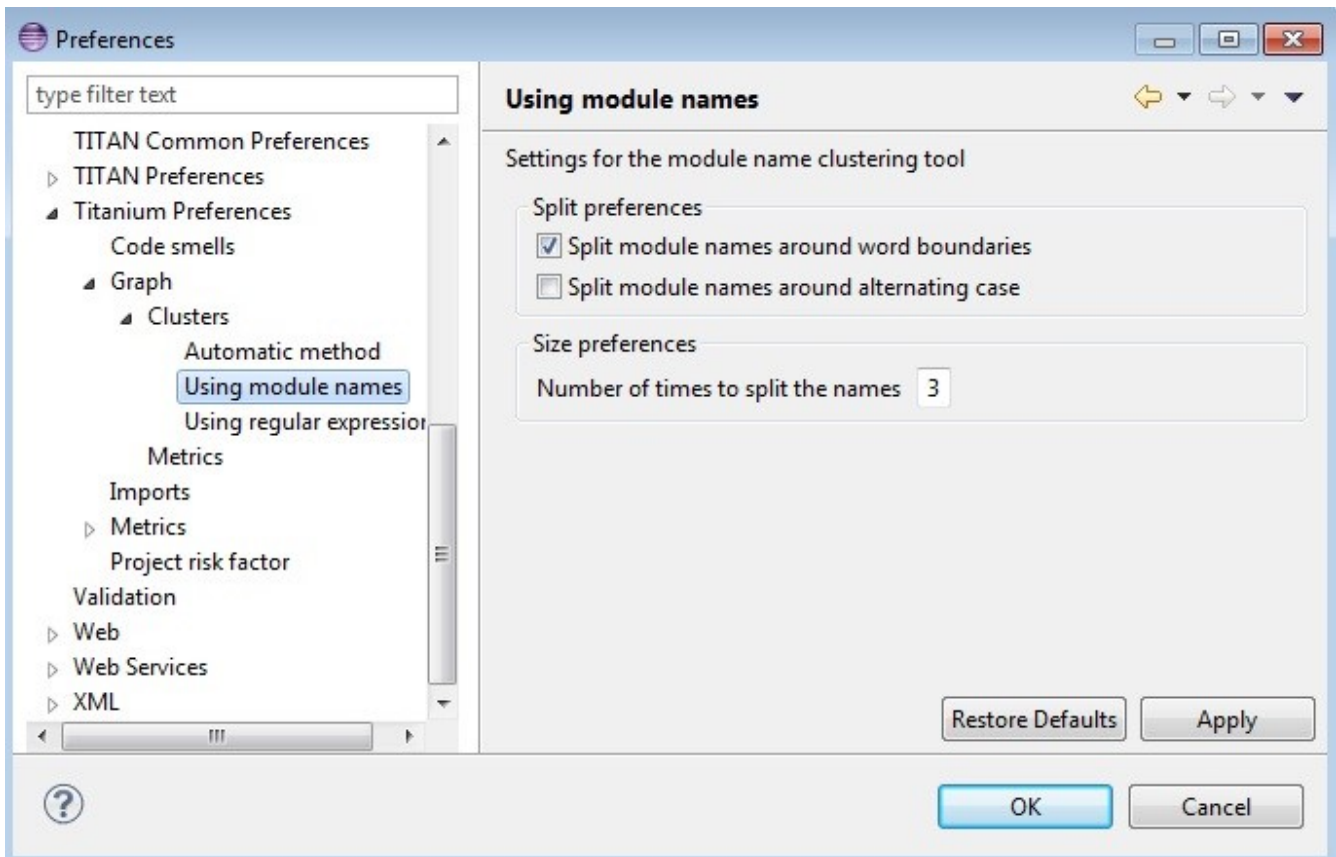 Preferences
type filter text
TITAN Common Preferences
TITAN Preferences
Titanium Preferences
Code smells
Graph
Clusters
Automatic method
Using module names
Using regular expression
Metrics
Imports
Metrics
Project risk factor
Validation
Web
Web Services
XML
Using module names
Settings for the module name clustering tool
Split preferences
Split module names around word boundaries
Split module names around alternating case
Size preferences
Number of times to split the names 3
Restore Defaults Apply
? OK Cancel